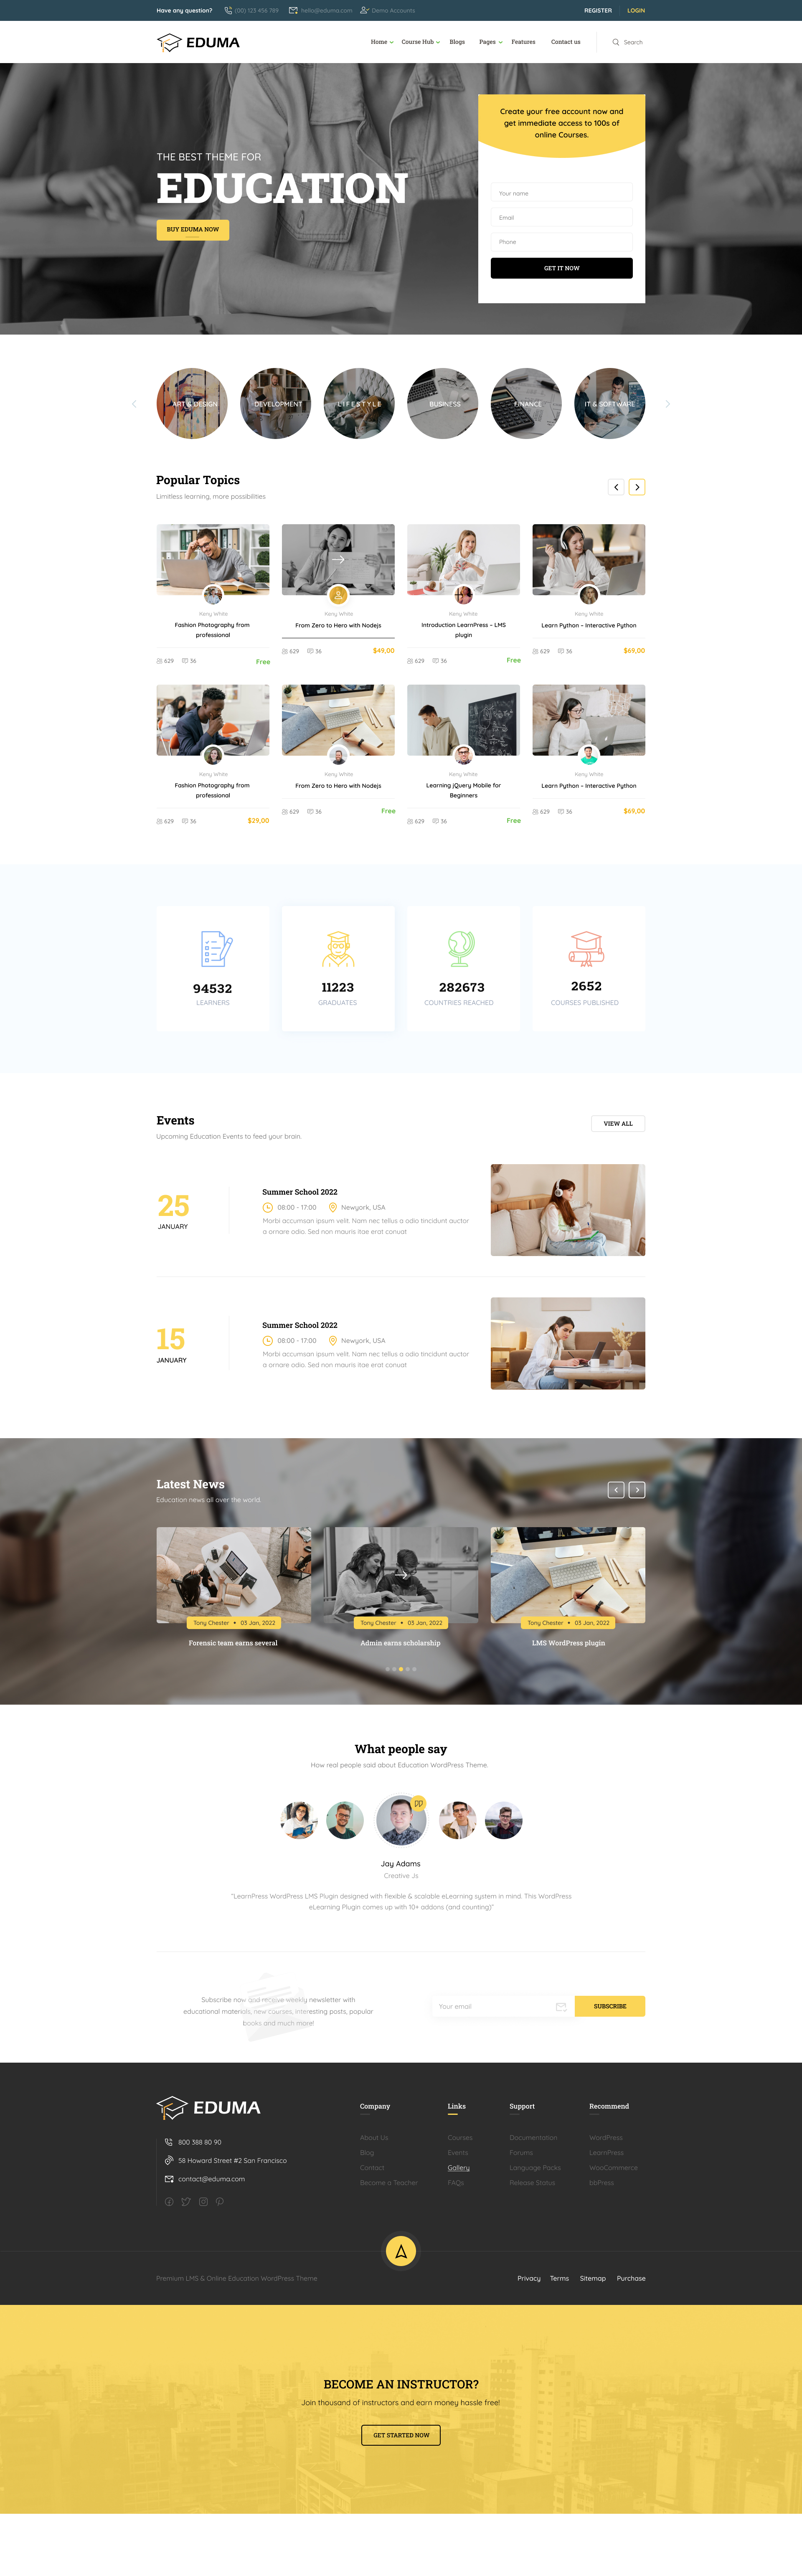 Have any question?
(00) 123 456 789
hello@eduma.com
Demo Accounts
REGISTER
LOGIN
EDUMA
Home
Course Hub
Blogs
Pages
Features
Contact us
Search
THE BEST THEME FOR
EDUCATION
BUY EDUMA NOW
Create your free account now and
get immediate access to 100s of
online Courses.
Your name
Email
Phone
GET IT NOW
ART & DESIGN
DEVELOPMENT
LIFESTYLE
BUSINESS
FINANCE
IT & SOFTWARE
Popular Topics
Limitless learning, more possibilities
Keny White
Fashion Photography from
professional
629
36
Free
Keny White
From Zero to Hero with Nodejs
629
36
$49,00
Keny White
Introduction LearnPress – LMS
plugin
629
36
Free
Keny White
Learn Python – Interactive Python
629
36
$69,00
Keny White
Fashion Photography from
professional
629
36
$29,00
Keny White
From Zero to Hero with Nodejs
629
36
Free
Keny White
Learning jQuery Mobile for
Beginners
629
36
Free
Keny White
Learn Python – Interactive Python
629
36
$69,00
94532
LEARNERS
11223
GRADUATES
282673
COUNTRIES REACHED
2652
COURSES PUBLISHED
Events
Upcoming Education Events to feed your brain.
VIEW ALL
25
JANUARY
Summer School 2022
08:00 - 17:00
Newyork, USA
Morbi accumsan ipsum velit. Nam nec tellus a odio tincidunt auctor
a ornare odio. Sed non mauris itae erat conuat
15
JANUARY
Summer School 2022
08:00 - 17:00
Newyork, USA
Morbi accumsan ipsum velit. Nam nec tellus a odio tincidunt auctor
a ornare odio. Sed non mauris itae erat conuat
Latest News
Education news all over the world.
Tony Chester • 03 Jan, 2022
Forensic team earns several
Tony Chester • 03 Jan, 2022
Admin earns scholarship
Tony Chester • 03 Jan, 2022
LMS WordPress plugin
What people say
How real people said about Education WordPress Theme.
Jay Adams
Creative Js
"LearnPress WordPress LMS Plugin designed with flexible & scalable eLearning system in mind. This WordPress
eLearning Plugin comes up with 10+ addons (and counting)"
Subscribe now and receive weekly newsletter with
educational materials, new courses, interesting posts, popular
books and much more!
Your email
SUBSCRIBE
EDUMA
800 388 80 90
58 Howard Street #2 San Francisco
contact@eduma.com
Company
About Us
Blog
Contact
Become a Teacher
Links
Courses
Events
Gallery
FAQs
Support
Documentation
Forums
Language Packs
Release Status
Recommend
WordPress
LearnPress
WooCommerce
bbPress
Premium LMS & Online Education WordPress Theme
Privacy
Terms
Sitemap
Purchase
BECOME AN INSTRUCTOR?
Join thousand of instructors and earn money hassle free!
GET STARTED NOW